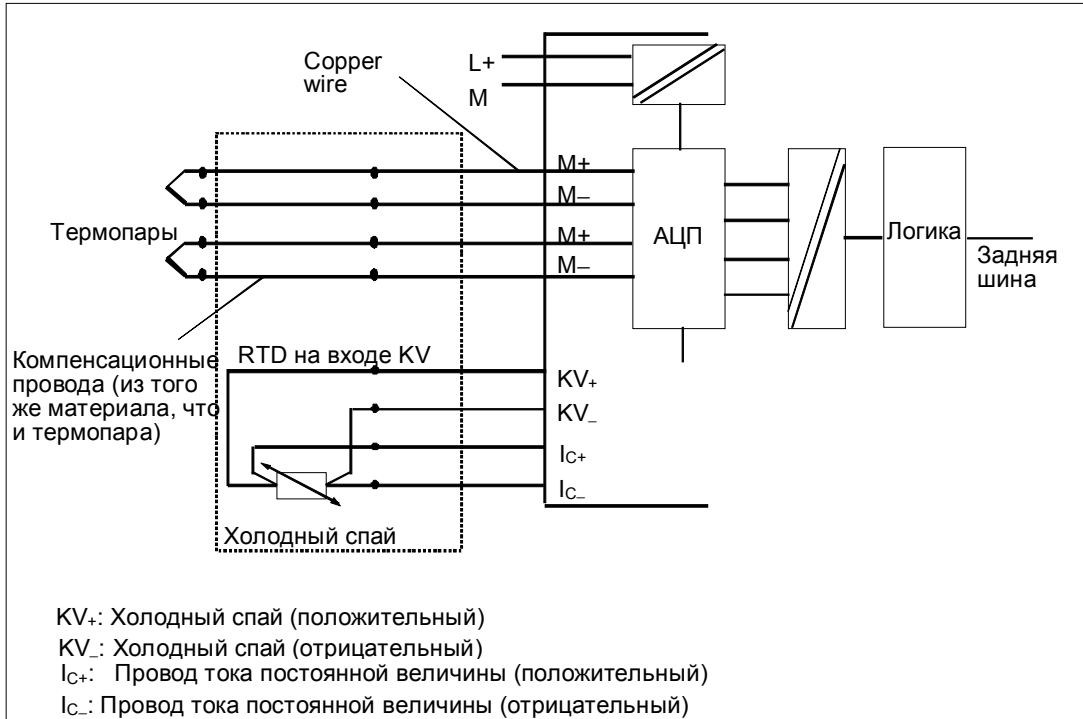 Copper
wire
L+
M
M+
M–
Термопары
M+
M–
АЦП
Логика
Задняя
шина
Компенсационные
провода (из того
же материала, что
и термопара)
RTD на входе KV
KV+
KV–
IC+
IC–
Холодный спай
KV+: Холодный спай (положительный)
KV–: Холодный спай (отрицательный)
IC+: Провод тока постоянной величины (положительный)
IC–: Провод тока постоянной величины (отрицательный)